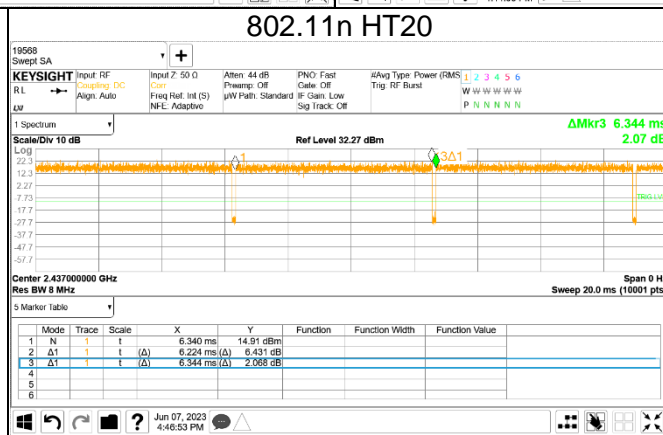 802.11n HT20
19568
Swept SA
KEYSIGHT Input: RF Input Z: 50 Ω Atten: 44 dB PNO: Fast #Avg Type: Power (RMS 1 2 3 4 5 6
RL Coupling: DC Corr Preamp: Off Gate: Off Trig: RF Burst W W W W W W
Align: Auto Freq Ref: Int (S) µW Path: Standard IF Gain: Low P N N N N N
NFE: Adaptive Sig Track: Off
1 Spectrum ΔMkr3 6.344 ms
Scale/Div 10 dB Ref Level 32.27 dBm 2.07 dB
Log
22.3 1 3Δ1
12.3
2.27
-7.73 TRIG LVL
-17.7
-27.7
-37.7
-47.7
-57.7
Center 2.437000000 GHz Span 0 H
Res BW 8 MHz Sweep 20.0 ms (10001 pts
5 Marker Table
Mode Trace Scale X Y Function Function Width Function Value
1 N 1 t 6.340 ms 14.91 dBm
2 Δ1 1 t (Δ) 6.224 ms (Δ) 6.431 dB
3 Δ1 1 t (Δ) 6.344 ms (Δ) 2.068 dB
4
5
6
? Jun 07, 2023
4:46:53 PM